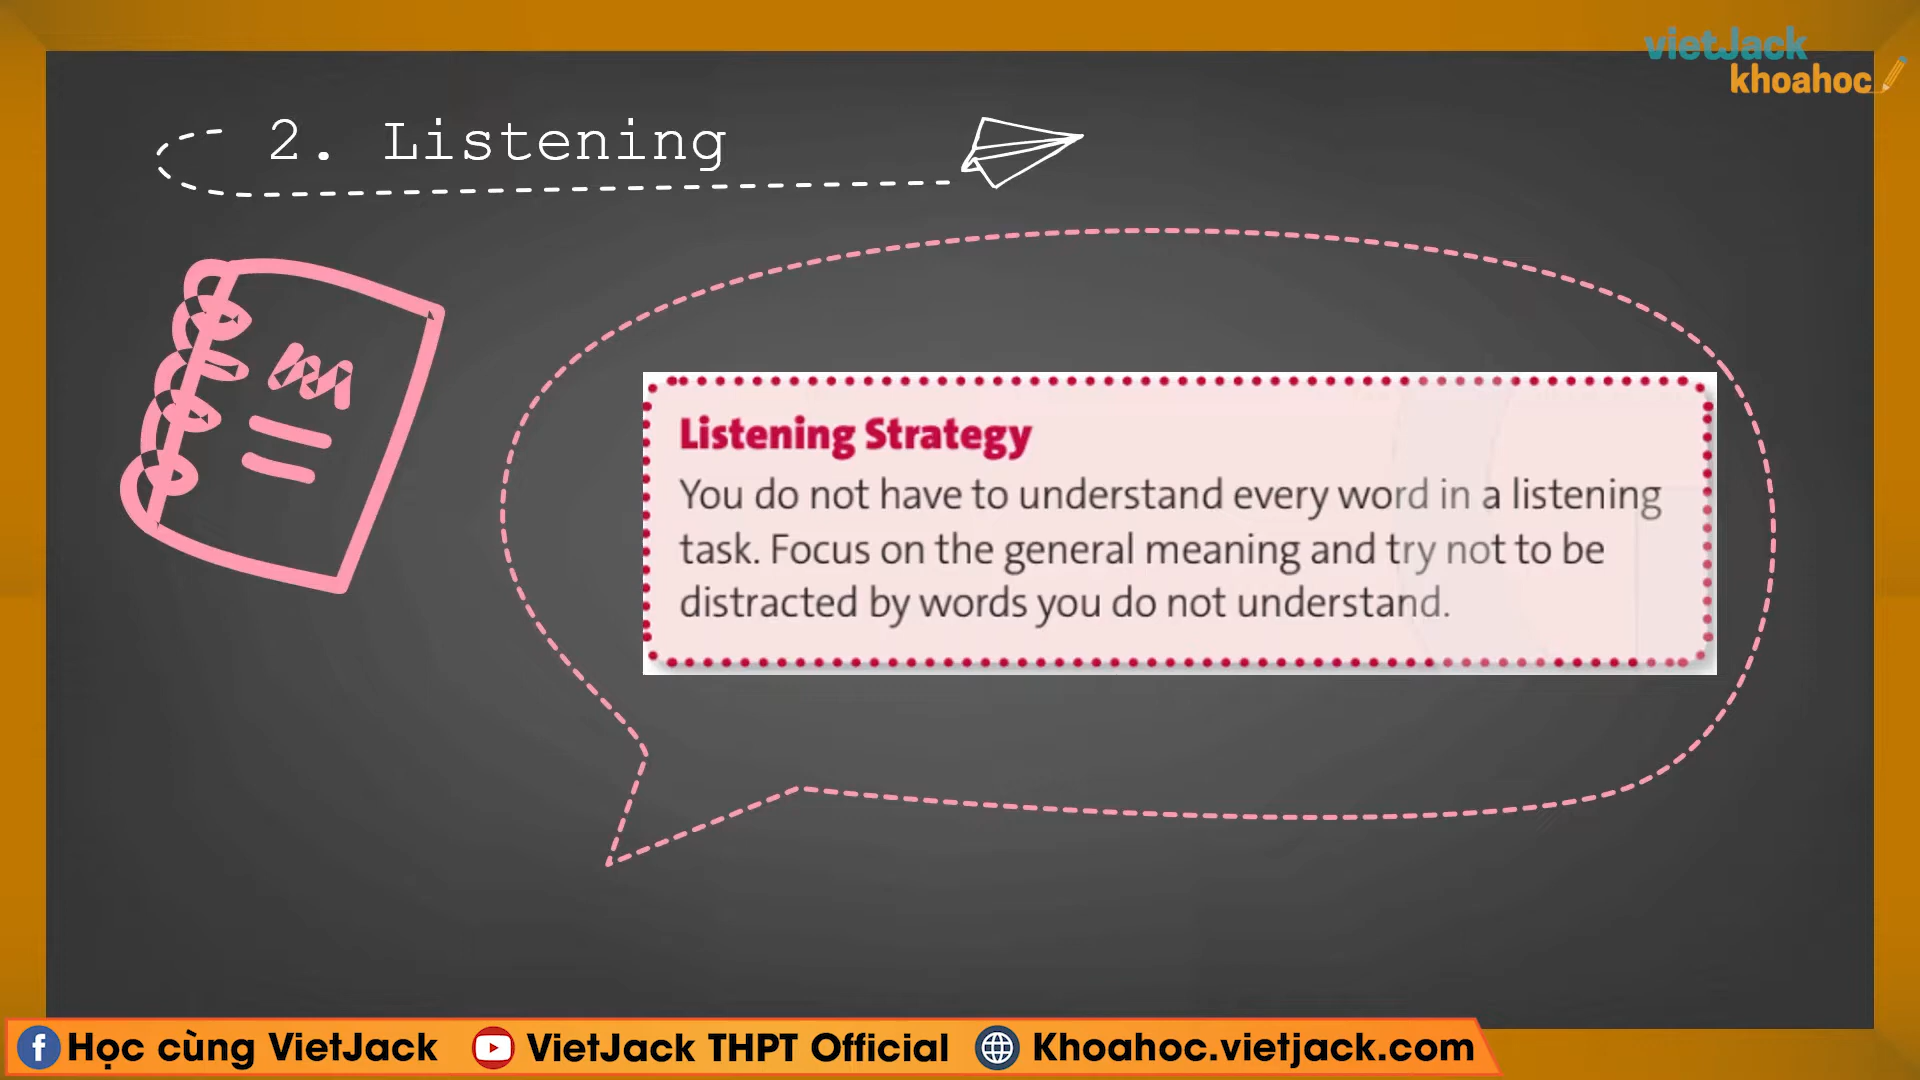 vietJack
khoahoc
2. Listening
Listening Strategy
You do not have to understand every word in a listening
task. Focus on the general meaning and try not to be
distracted by words you do not understand.
Học cùng VietJack VietJack THPT Official Khoahoc.vietjack.com